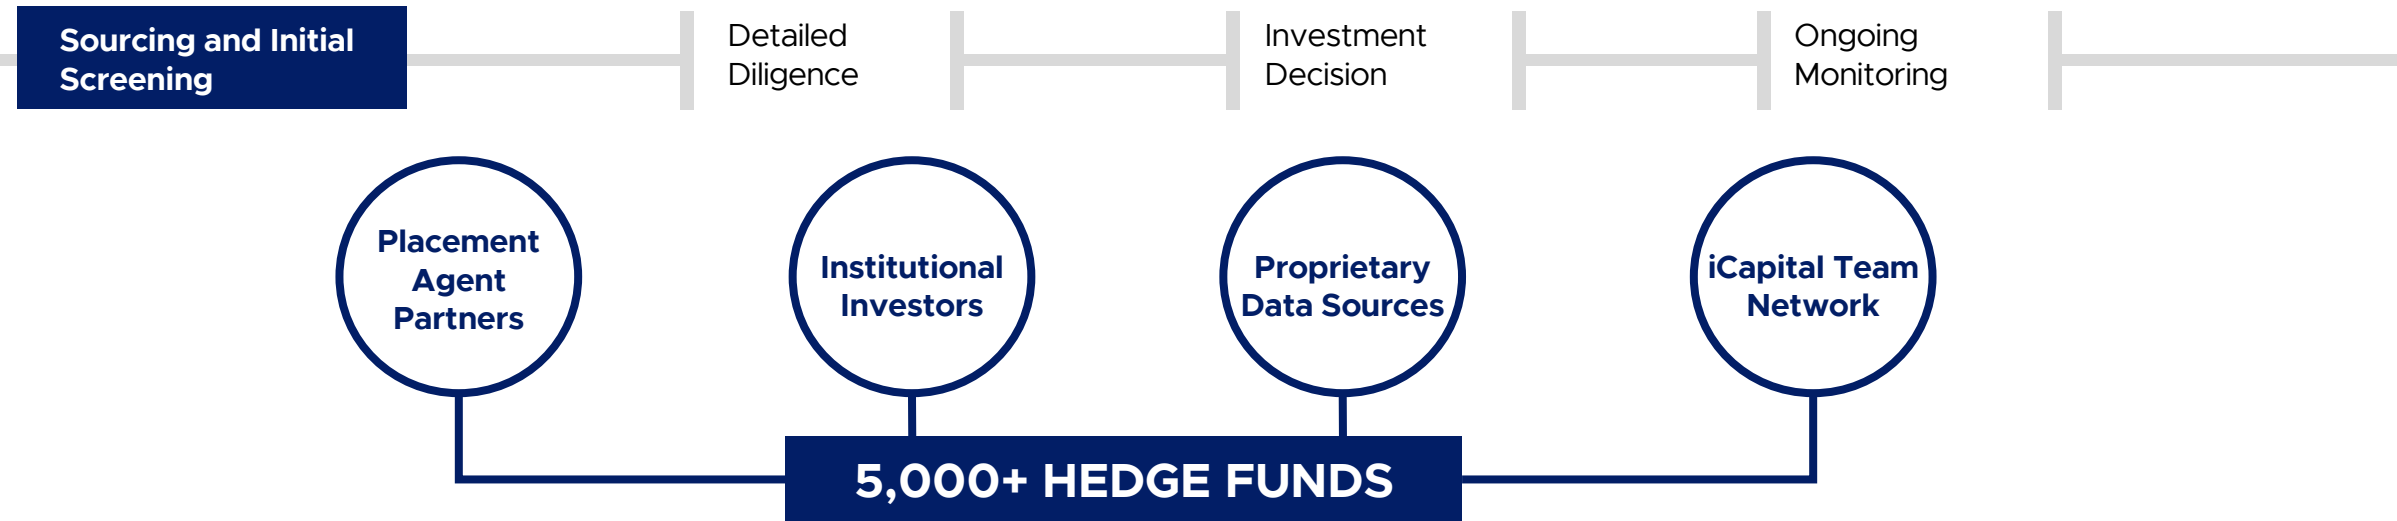 Sourcing and Initial
Screening
Detailed
Diligence
Investment
Decision
Ongoing
Monitoring
Placement
Agent
Partners
Institutional
Investors
Proprietary
Data Sources
iCapital Team
Network
5,000+ HEDGE FUNDS